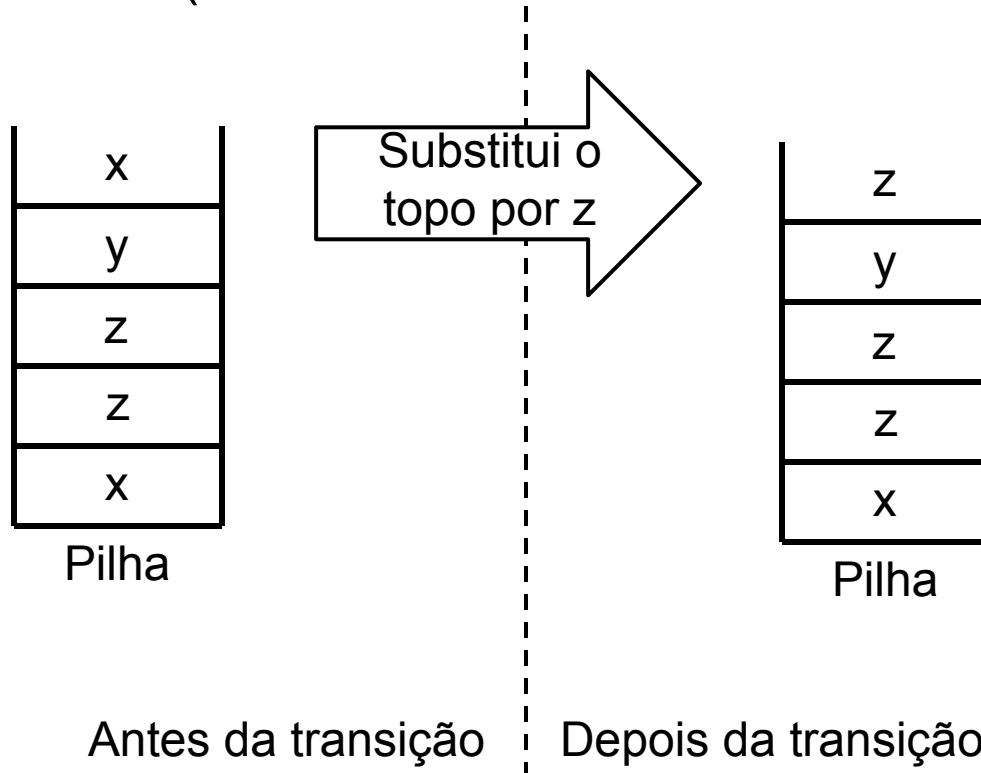 (
x
y
z
z
x
Pilha
Substitui o
topo por z
z
y
z
z
x
Pilha
Antes da transição
Depois da transição